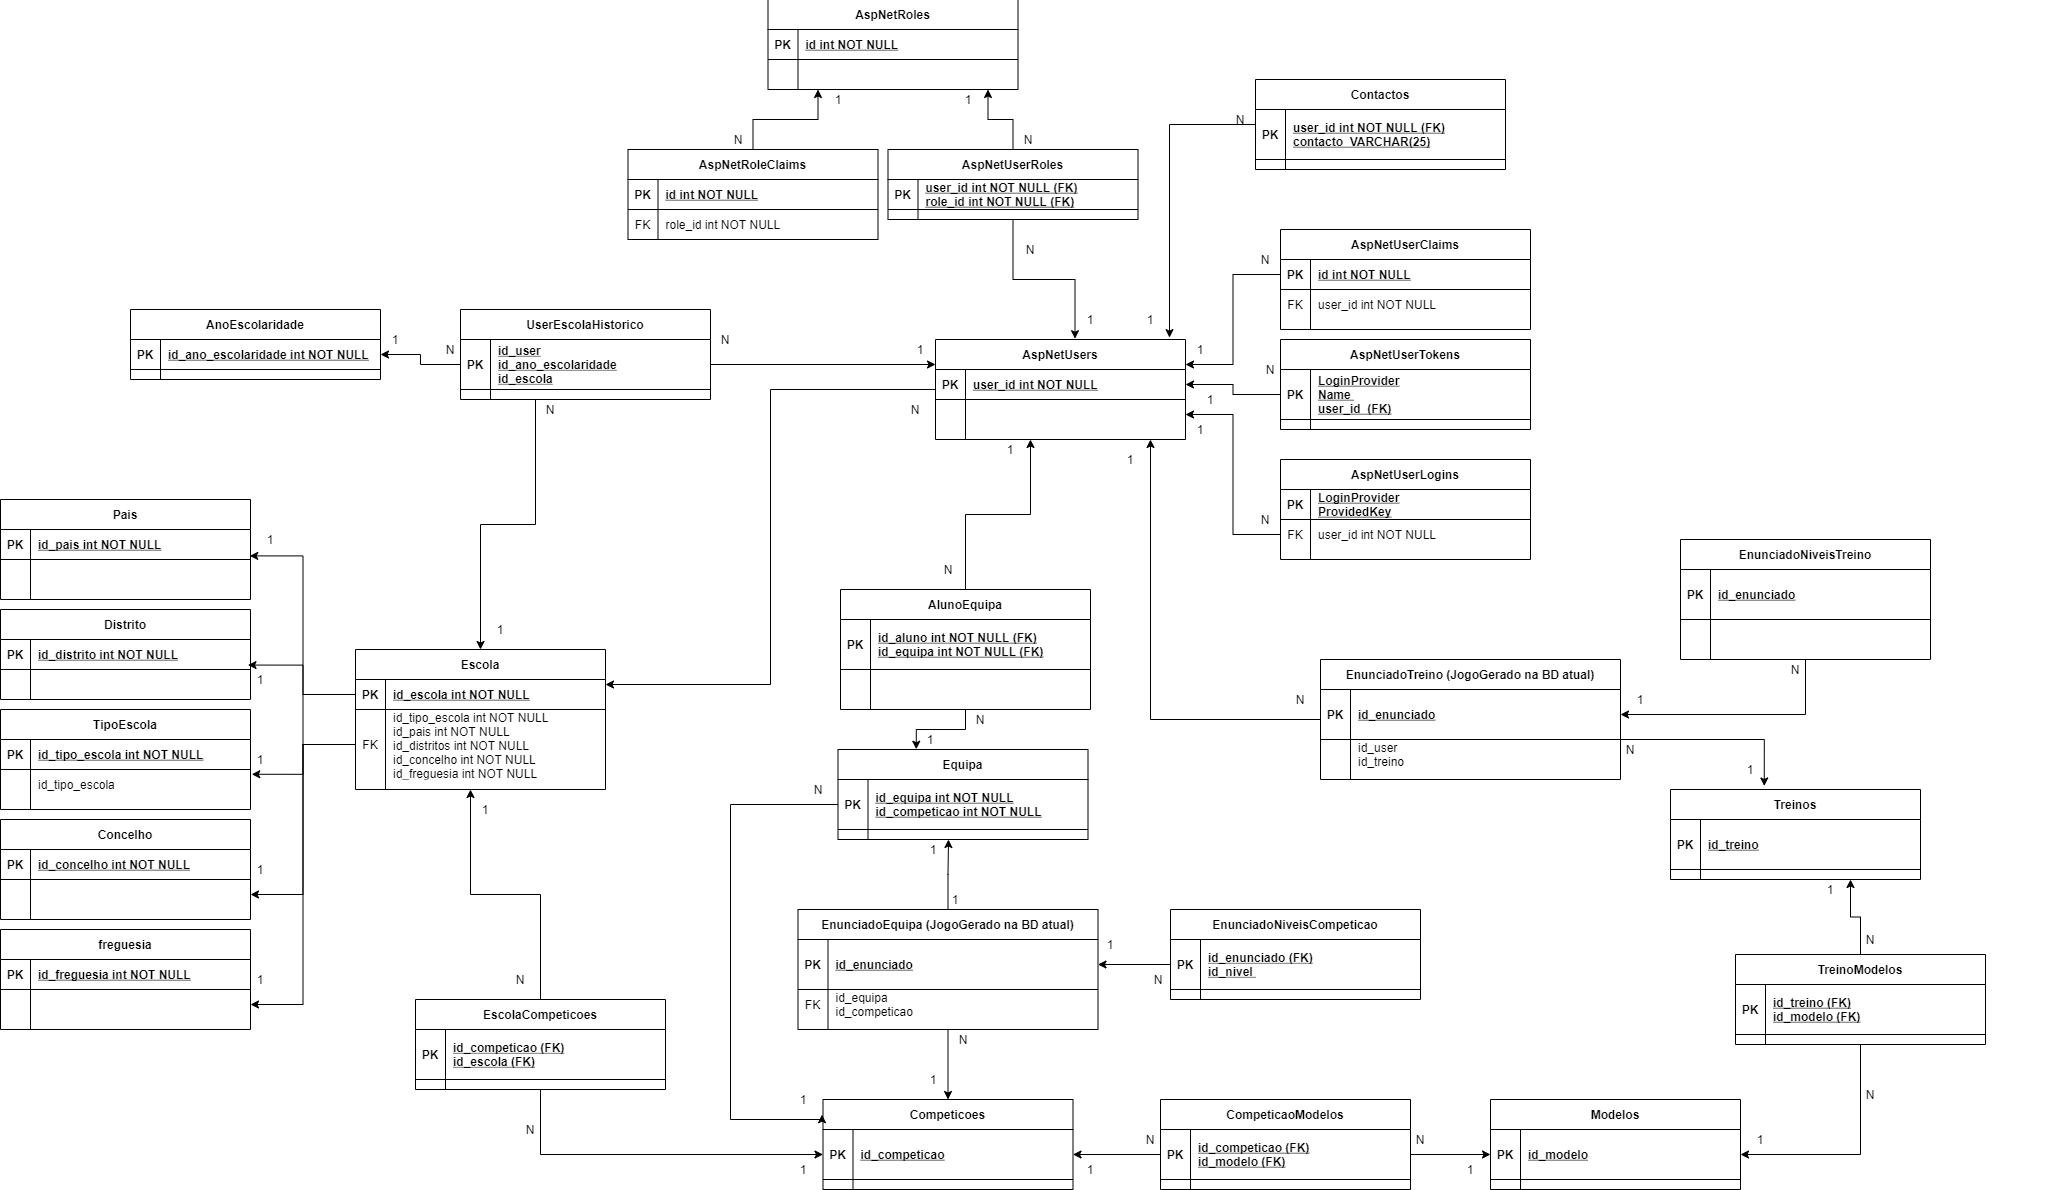 AspNetRoles
PK
id int NOT NULL
1
1
N
N
AspNetRoleClaims
PK
id int NOT NULL
FK
role_id int NOT NULL
AspNetUserRoles
PK
user_id int NOT NULL (FK)
role_id int NOT NULL (FK)
N
1
Contactos
PK
user_id int NOT NULL (FK)
contacto VARCHAR(25)
N
1
AspNetUserClaims
PK
id int NOT NULL
FK
user_id int NOT NULL
N
1
AnoEscolaridade
PK
id_ano_escolaridade int NOT NULL
1
N
UserEscolaHistorico
PK
id_user
id_ano_escolaridade
id_escola
N
1
N
AspNetUsers
PK
user_id int NOT NULL
N
1
1
AspNetUserTokens
PK
LoginProvider
Name
user_id (FK)
N
1
AspNetUserLogins
PK
LoginProvider
ProvidedKey
FK
user_id int NOT NULL
N
1
Pais
PK
id_pais int NOT NULL
1
Distrito
PK
id_distrito int NOT NULL
1
TipoEscola
PK
id_tipo_escola int NOT NULL
id_tipo_escola
1
Concelho
PK
id_concelho int NOT NULL
1
freguesia
PK
id_freguesia int NOT NULL
1
1
Escola
PK
id_escola int NOT NULL
FK
id_tipo_escola int NOT NULL
id_pais int NOT NULL
id_distritos int NOT NULL
id_concelho int NOT NULL
id_freguesia int NOT NULL
1
N
EscolaCompeticoes
PK
id_competicao (FK)
id_escola (FK)
N
1
N
AlunoEquipa
PK
id_aluno int NOT NULL (FK)
id_equipa int NOT NULL (FK)
N
1
Equipa
PK
id_equipa int NOT NULL
id_competicao int NOT NULL
N
1
1
1
EnunciadoEquipa (JogoGerado na BD atual)
PK
id_enunciado
FK
id_equipa
id_competicao
N
1
EnunciadoNiveisCompeticao
PK
id_enunciado (FK)
id_nivel
1
N
EnunciadoNiveisTreino
PK
id_enunciado
N
1
EnunciadoTreino (JogoGerado na BD atual)
PK
id_enunciado
id_user
id_treino
N
N
1
Treinos
PK
id_treino
1
N
TreinoModelos
PK
id_treino (FK)
id_modelo (FK)
N
1
Competicoes
PK
id_competicao
1
N
CompeticaoModelos
PK
id_competicao (FK)
id_modelo (FK)
N
1
Modelos
PK
id_modelo